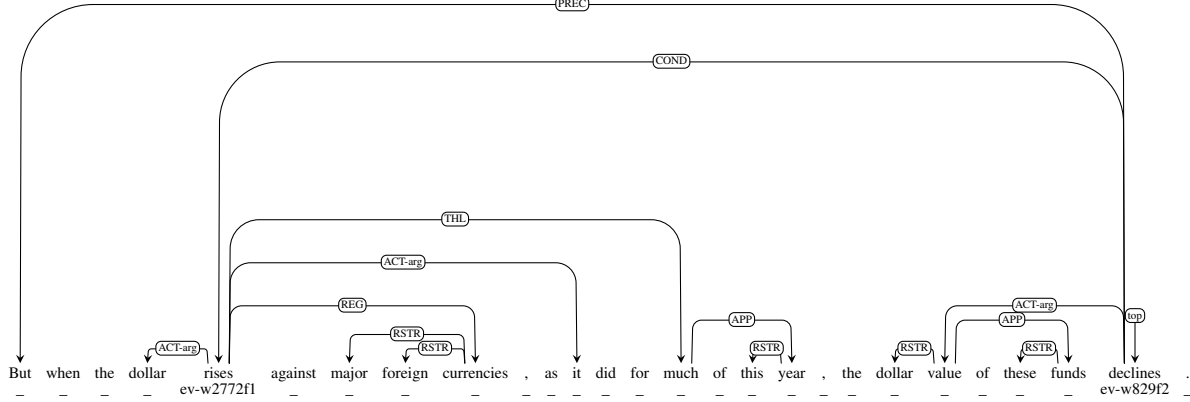 PREC
COND
THL
ACT-arg
REG
ACT-arg
APP
APP
top
RSTR
ACT-arg
RSTR
RSTR
RSTR
RSTR
But when the dollar rises against major foreign currencies , as it did for much of this year , the dollar value of these funds declines .
ev-w2772f1 ev-w829f2
_ _ _ _ _ _ _ _ _ _ _ _ _ _ _ _ _ _ _ _ _ _ _ _ _